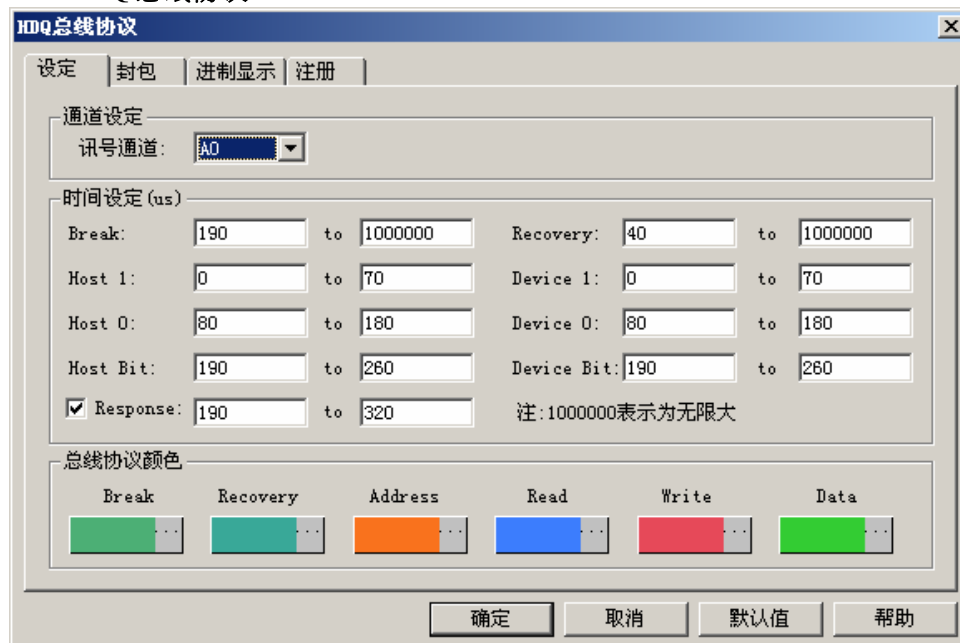 HDQ总线协议
设定 封包 进制显示 注册
通道设定
讯号通道: A0
时间设定(us)
Break: 190 to 1000000 Recovery: 40 to 1000000
Host 1: 0 to 70 Device 1: 0 to 70
Host 0: 80 to 180 Device 0: 80 to 180
Host Bit: 190 to 260 Device Bit: 190 to 260
Response: 190 to 320 注:1000000表示为无限大
总线协议颜色
Break Recovery Address Read Write Data
... ... ... ... ... ...
确定 取消 默认值 帮助